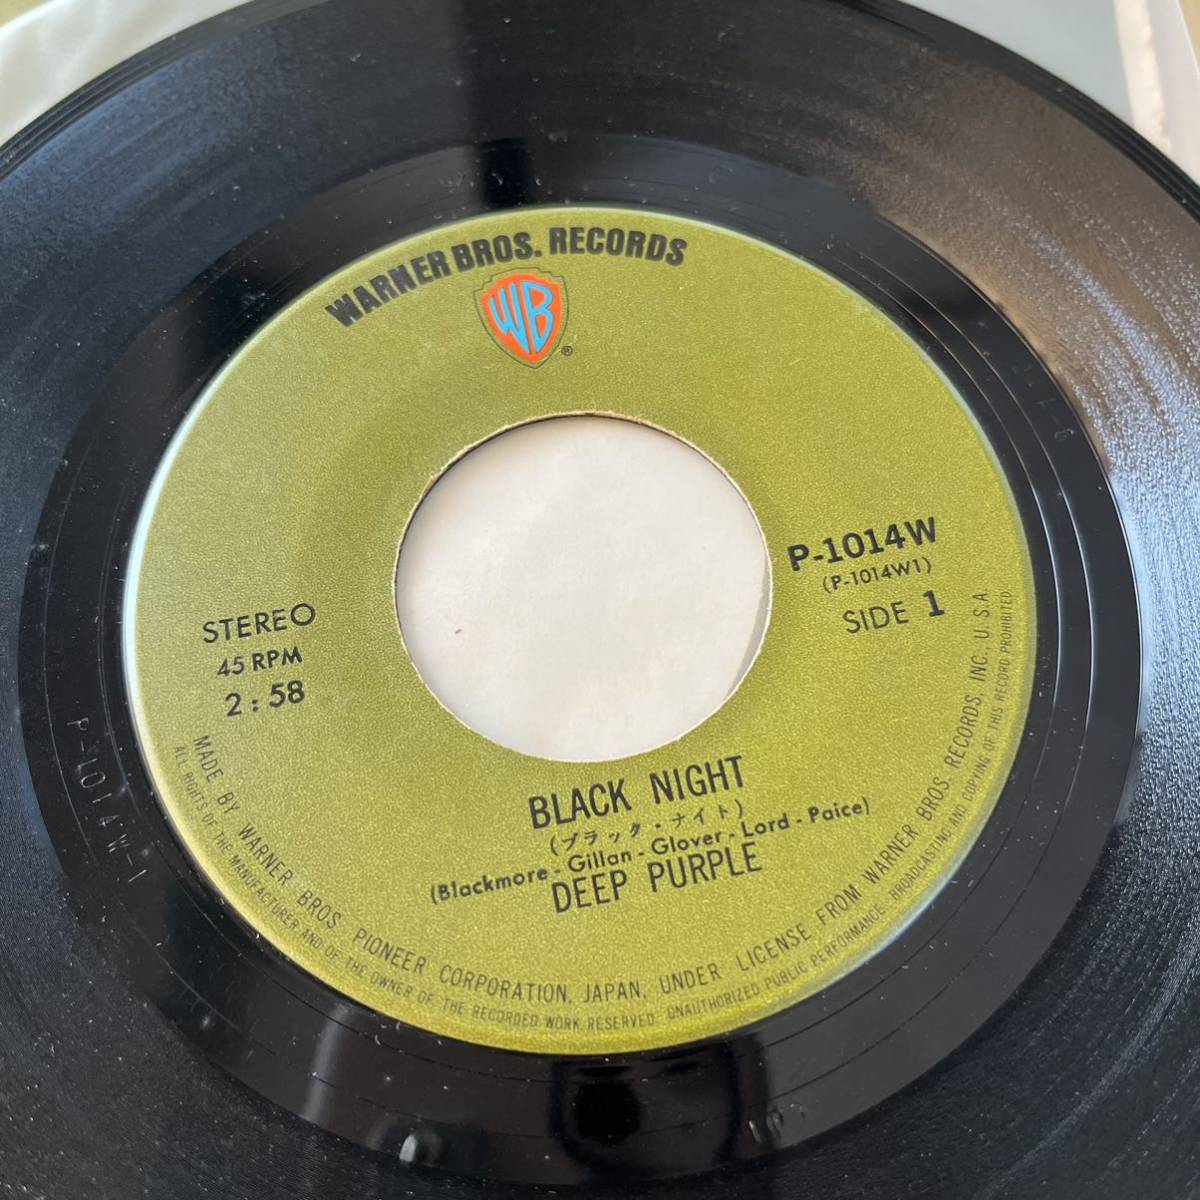 WARNER BROS. RECORDS
WB
®
P-1014W
(P-1014W1)
SIDE 1
STEREO
45 RPM
2:58
BLACK NIGHT
(ブラック・ナイト)
(Blackmore - Gillan - Glover - Lord - Paice)
DEEP PURPLE
MADE BY WARNER BROS. PIONEER CORPORATION, JAPAN, UNDER LICENSE FROM WARNER BROS. RECORDS, INC., U.S.A.
ALL RIGHTS OF THE MANUFACTURER AND OF THE OWNER OF THE RECORDED WORK RESERVED. UNAUTHORIZED PUBLIC PERFORMANCE, BROADCASTING AND COPYING OF THIS RECORD PROHIBITED
P-1014W-1